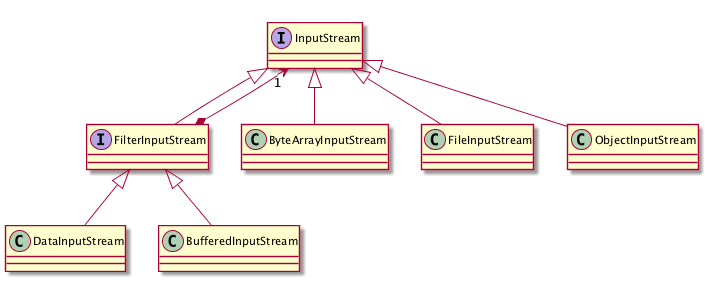 I InputStream
1
I FilterInputStream
C ByteArrayInputStream
C FileInputStream
C ObjectInputStream
C DataInputStream
C BufferedInputStream